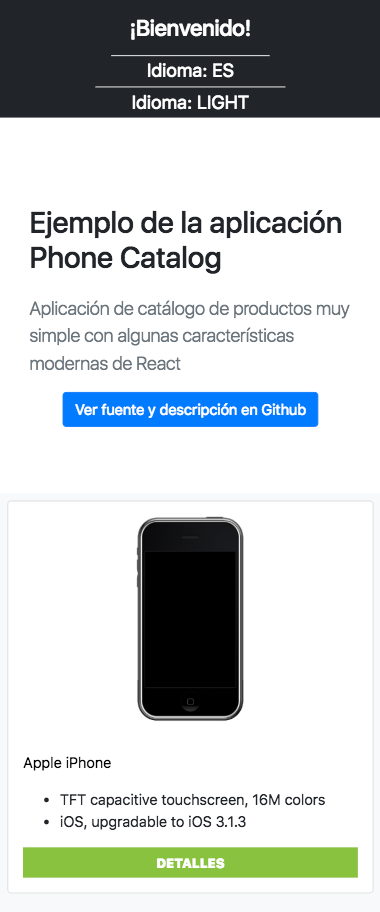 ¡Bienvenido!
Idioma: ES
Idioma: LIGHT
Ejemplo de la aplicación
Phone Catalog
Aplicación de catálogo de productos muy
simple con algunas características
modernas de React
Ver fuente y descripción en Github
Apple iPhone
TFT capacitive touchscreen, 16M colors
iOS, upgradable to iOS 3.1.3
DETALLES